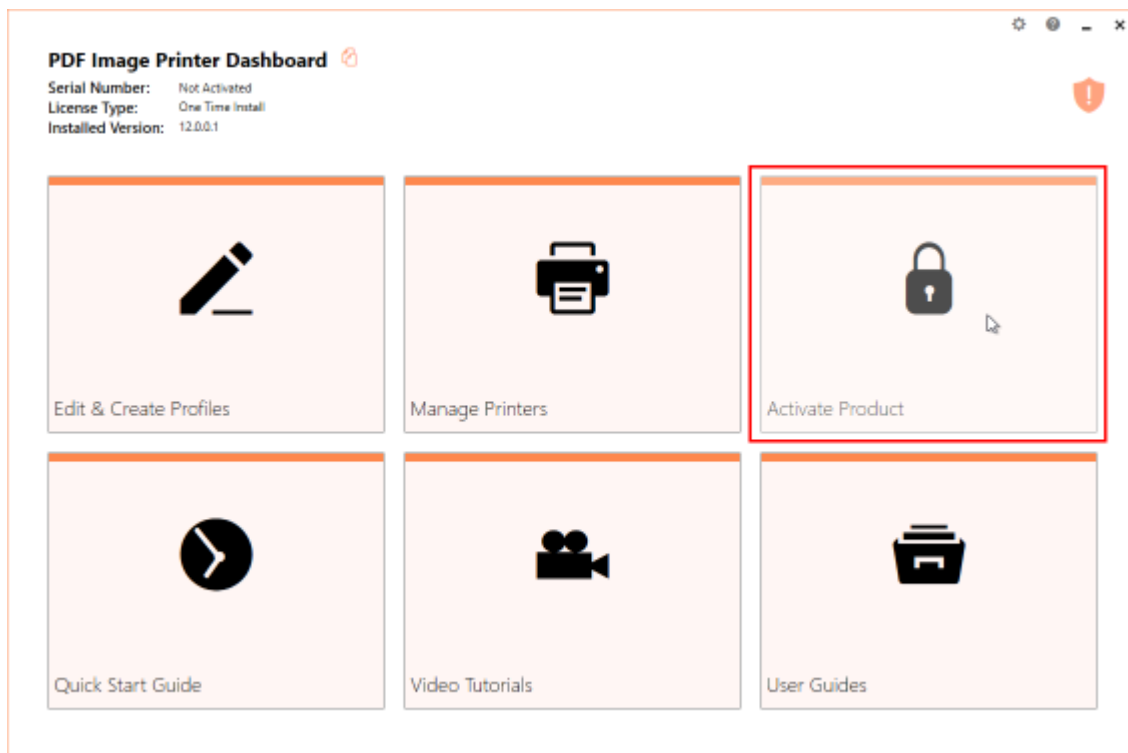 PDF Image Printer Dashboard
Serial Number: Not Activated
License Type: One Time Install
Installed Version: 12.0.0.1
Edit & Create Profiles
Manage Printers
Activate Product
Quick Start Guide
Video Tutorials
User Guides